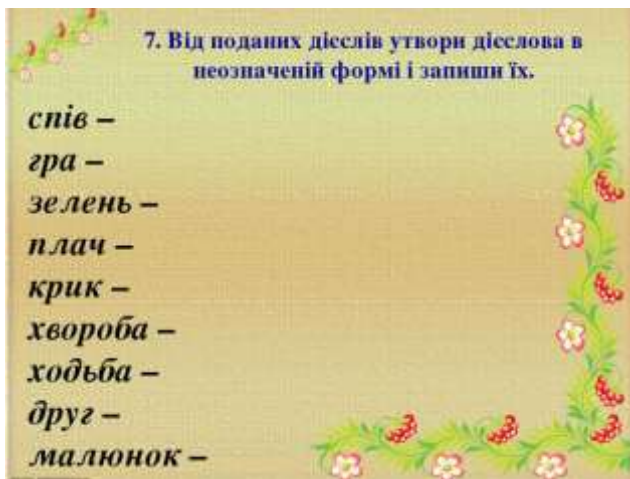 7. Від поданих дієслів утвори дієслова в
неозначеній формі і запиши їх.
спів –
гра –
зелень –
плач –
крик –
хвороба –
ходьба –
друг –
малюнок –